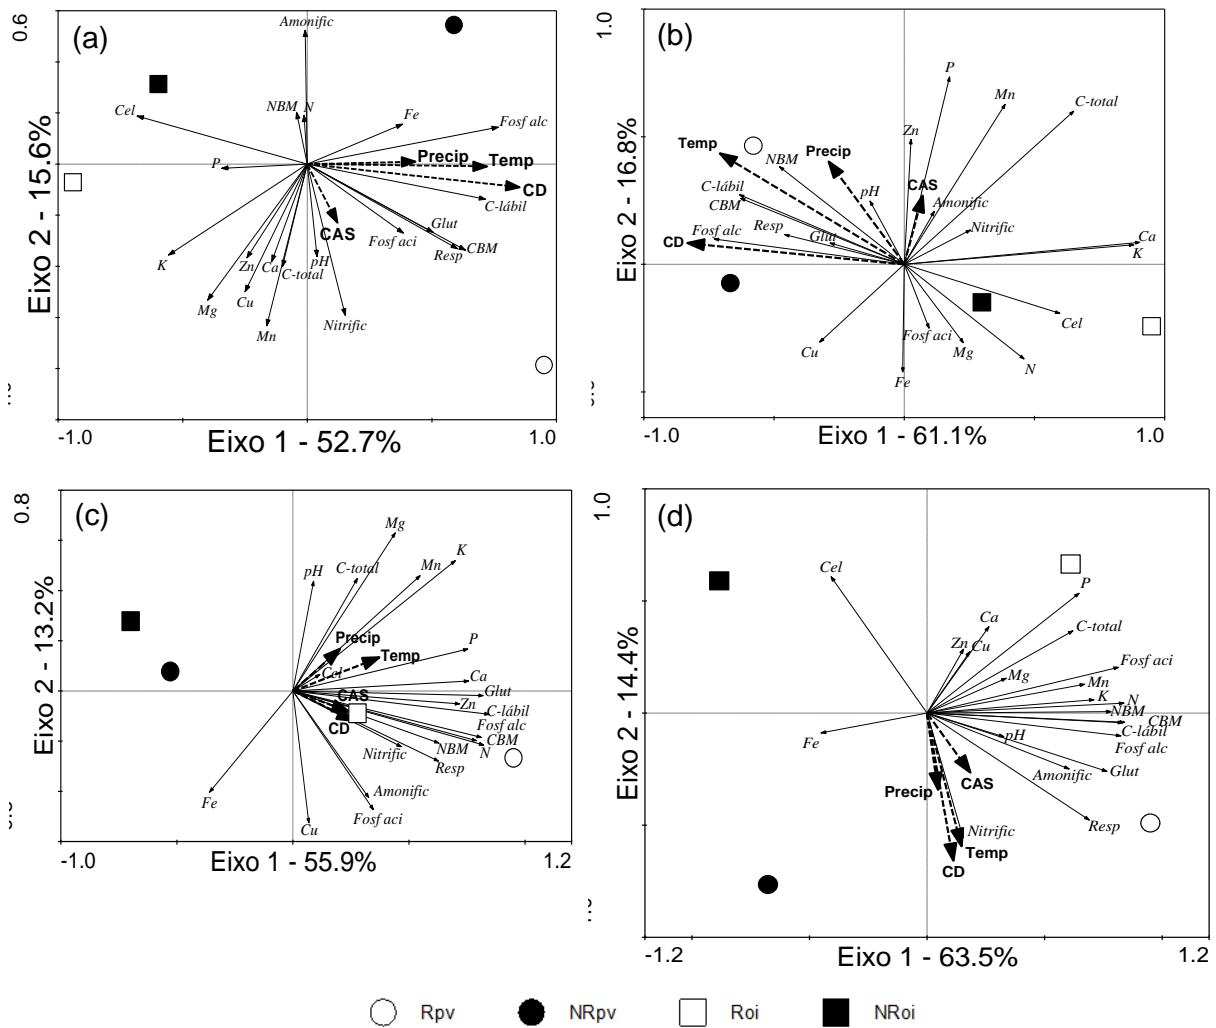 (a)
0.6
Eixo 2 - 15.6%
Amonific
Cel
NBM
N
Fe
Fosf alc
Precip
Temp
P
CD
C-lábil
CAS
Glut
Fosf aci
Resp
CBM
K
Zn
Ca
C-total
pH
Cu
Mg
Mn
Nitrific
-1.0
Eixo 1 - 52.7%
1.0
(b)
1.0
Eixo 2 - 16.8%
P
Mn
C-total
Zn
Temp
NBM
Precip
C-lábil
CBM
pH
CAS
Amonific
Fosf alc
Resp
Glut
Nitrific
CD
Ca
K
Cel
Cu
Fosf aci
Mg
N
Fe
-1.0
Eixo 1 - 61.1%
1.0
(c)
0.8
Eixo 2 - 13.2%
Mg
K
pH
C-total
Mn
Precip
P
Temp
Cel
Ca
CAS
Glut
Zn
C-lábil
CD
Fosf alc
CBM
Nitrific
NBM
N
Resp
Fe
Amonific
Fosf aci
Cu
-1.0
Eixo 1 - 55.9%
1.2
(d)
1.0
Eixo 2 - 14.4%
Cel
P
Ca
C-total
Zn
Cu
Fosf aci
Mg
Mn
K
N
NBM
CBM
Fe
pH
C-lábil
Fosf alc
Amonific
Glut
CAS
Precip
Resp
Nitrific
Temp
CD
-1.2
Eixo 1 - 63.5%
1.2
Rpv
NRpv
Roi
NRoi